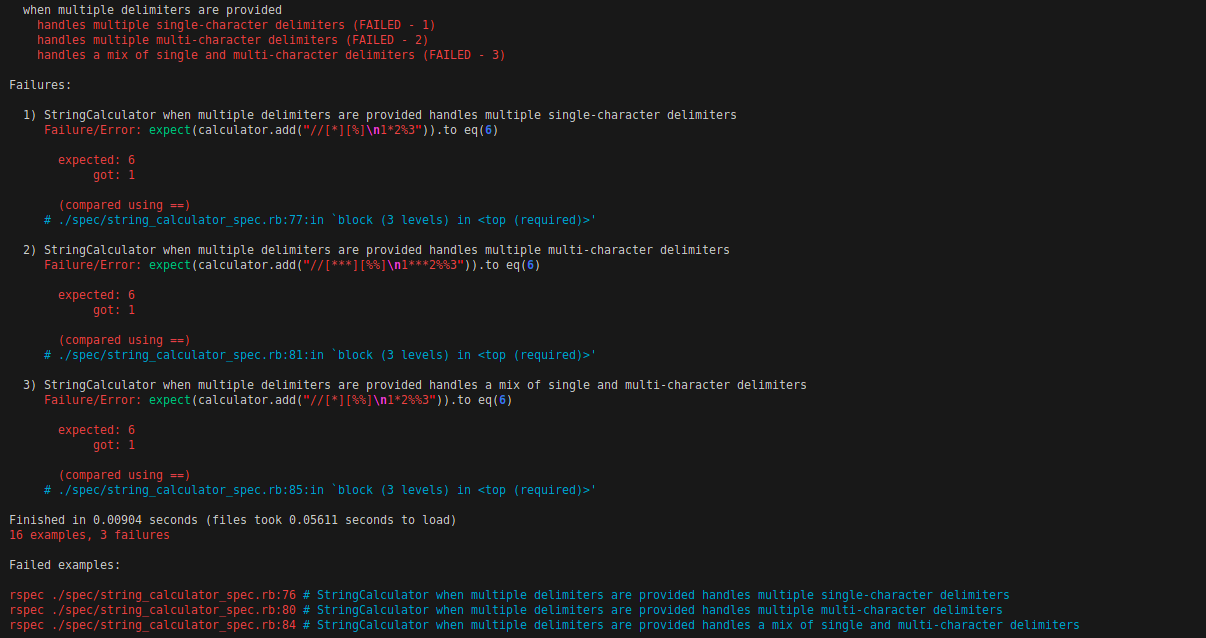 when multiple delimiters are provided
handles multiple single-character delimiters (FAILED - 1)
handles multiple multi-character delimiters (FAILED - 2)
handles a mix of single and multi-character delimiters (FAILED - 3)
Failures:
1) StringCalculator when multiple delimiters are provided handles multiple single-character delimiters
Failure/Error: expect(calculator.add("//[*][%]\n1*2%3")).to eq(6)
expected: 6
got: 1
(compared using ==)
# ./spec/string_calculator_spec.rb:77:in `block (3 levels) in <top (required)>'
2) StringCalculator when multiple delimiters are provided handles multiple multi-character delimiters
Failure/Error: expect(calculator.add("//[***][%%]\n1***2%%3")).to eq(6)
expected: 6
got: 1
(compared using ==)
# ./spec/string_calculator_spec.rb:81:in `block (3 levels) in <top (required)>'
3) StringCalculator when multiple delimiters are provided handles a mix of single and multi-character delimiters
Failure/Error: expect(calculator.add("//[*][%%]\n1*2%%3")).to eq(6)
expected: 6
got: 1
(compared using ==)
# ./spec/string_calculator_spec.rb:85:in `block (3 levels) in <top (required)>'
Finished in 0.00904 seconds (files took 0.05611 seconds to load)
16 examples, 3 failures
Failed examples:
rspec ./spec/string_calculator_spec.rb:76 # StringCalculator when multiple delimiters are provided handles multiple single-character delimiters
rspec ./spec/string_calculator_spec.rb:80 # StringCalculator when multiple delimiters are provided handles multiple multi-character delimiters
rspec ./spec/string_calculator_spec.rb:84 # StringCalculator when multiple delimiters are provided handles a mix of single and multi-character delimiters